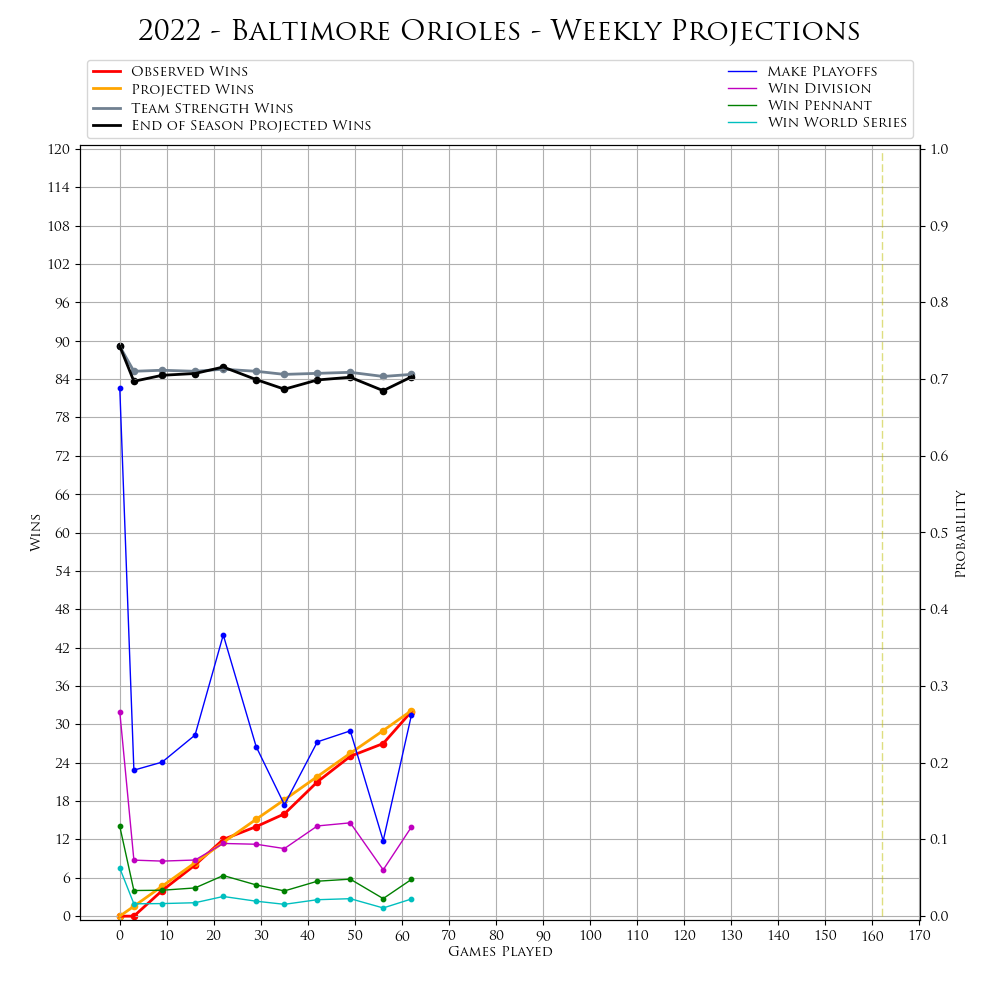 2022 - Baltimore Orioles - Weekly Projections
Observed Wins
Projected Wins
Team Strength Wins
End of Season Projected Wins
Make Playoffs
Win Division
Win Pennant
Win World Series
120
114
108
102
96
90
84
78
72
66
60
54
48
42
36
30
24
18
12
6
0
Wins
1.0
0.9
0.8
0.7
0.6
0.5
0.4
0.3
0.2
0.1
0.0
Probability
0 10 20 30 40 50 60 70 80 90 100 110 120 130 140 150 160 170
Games Played